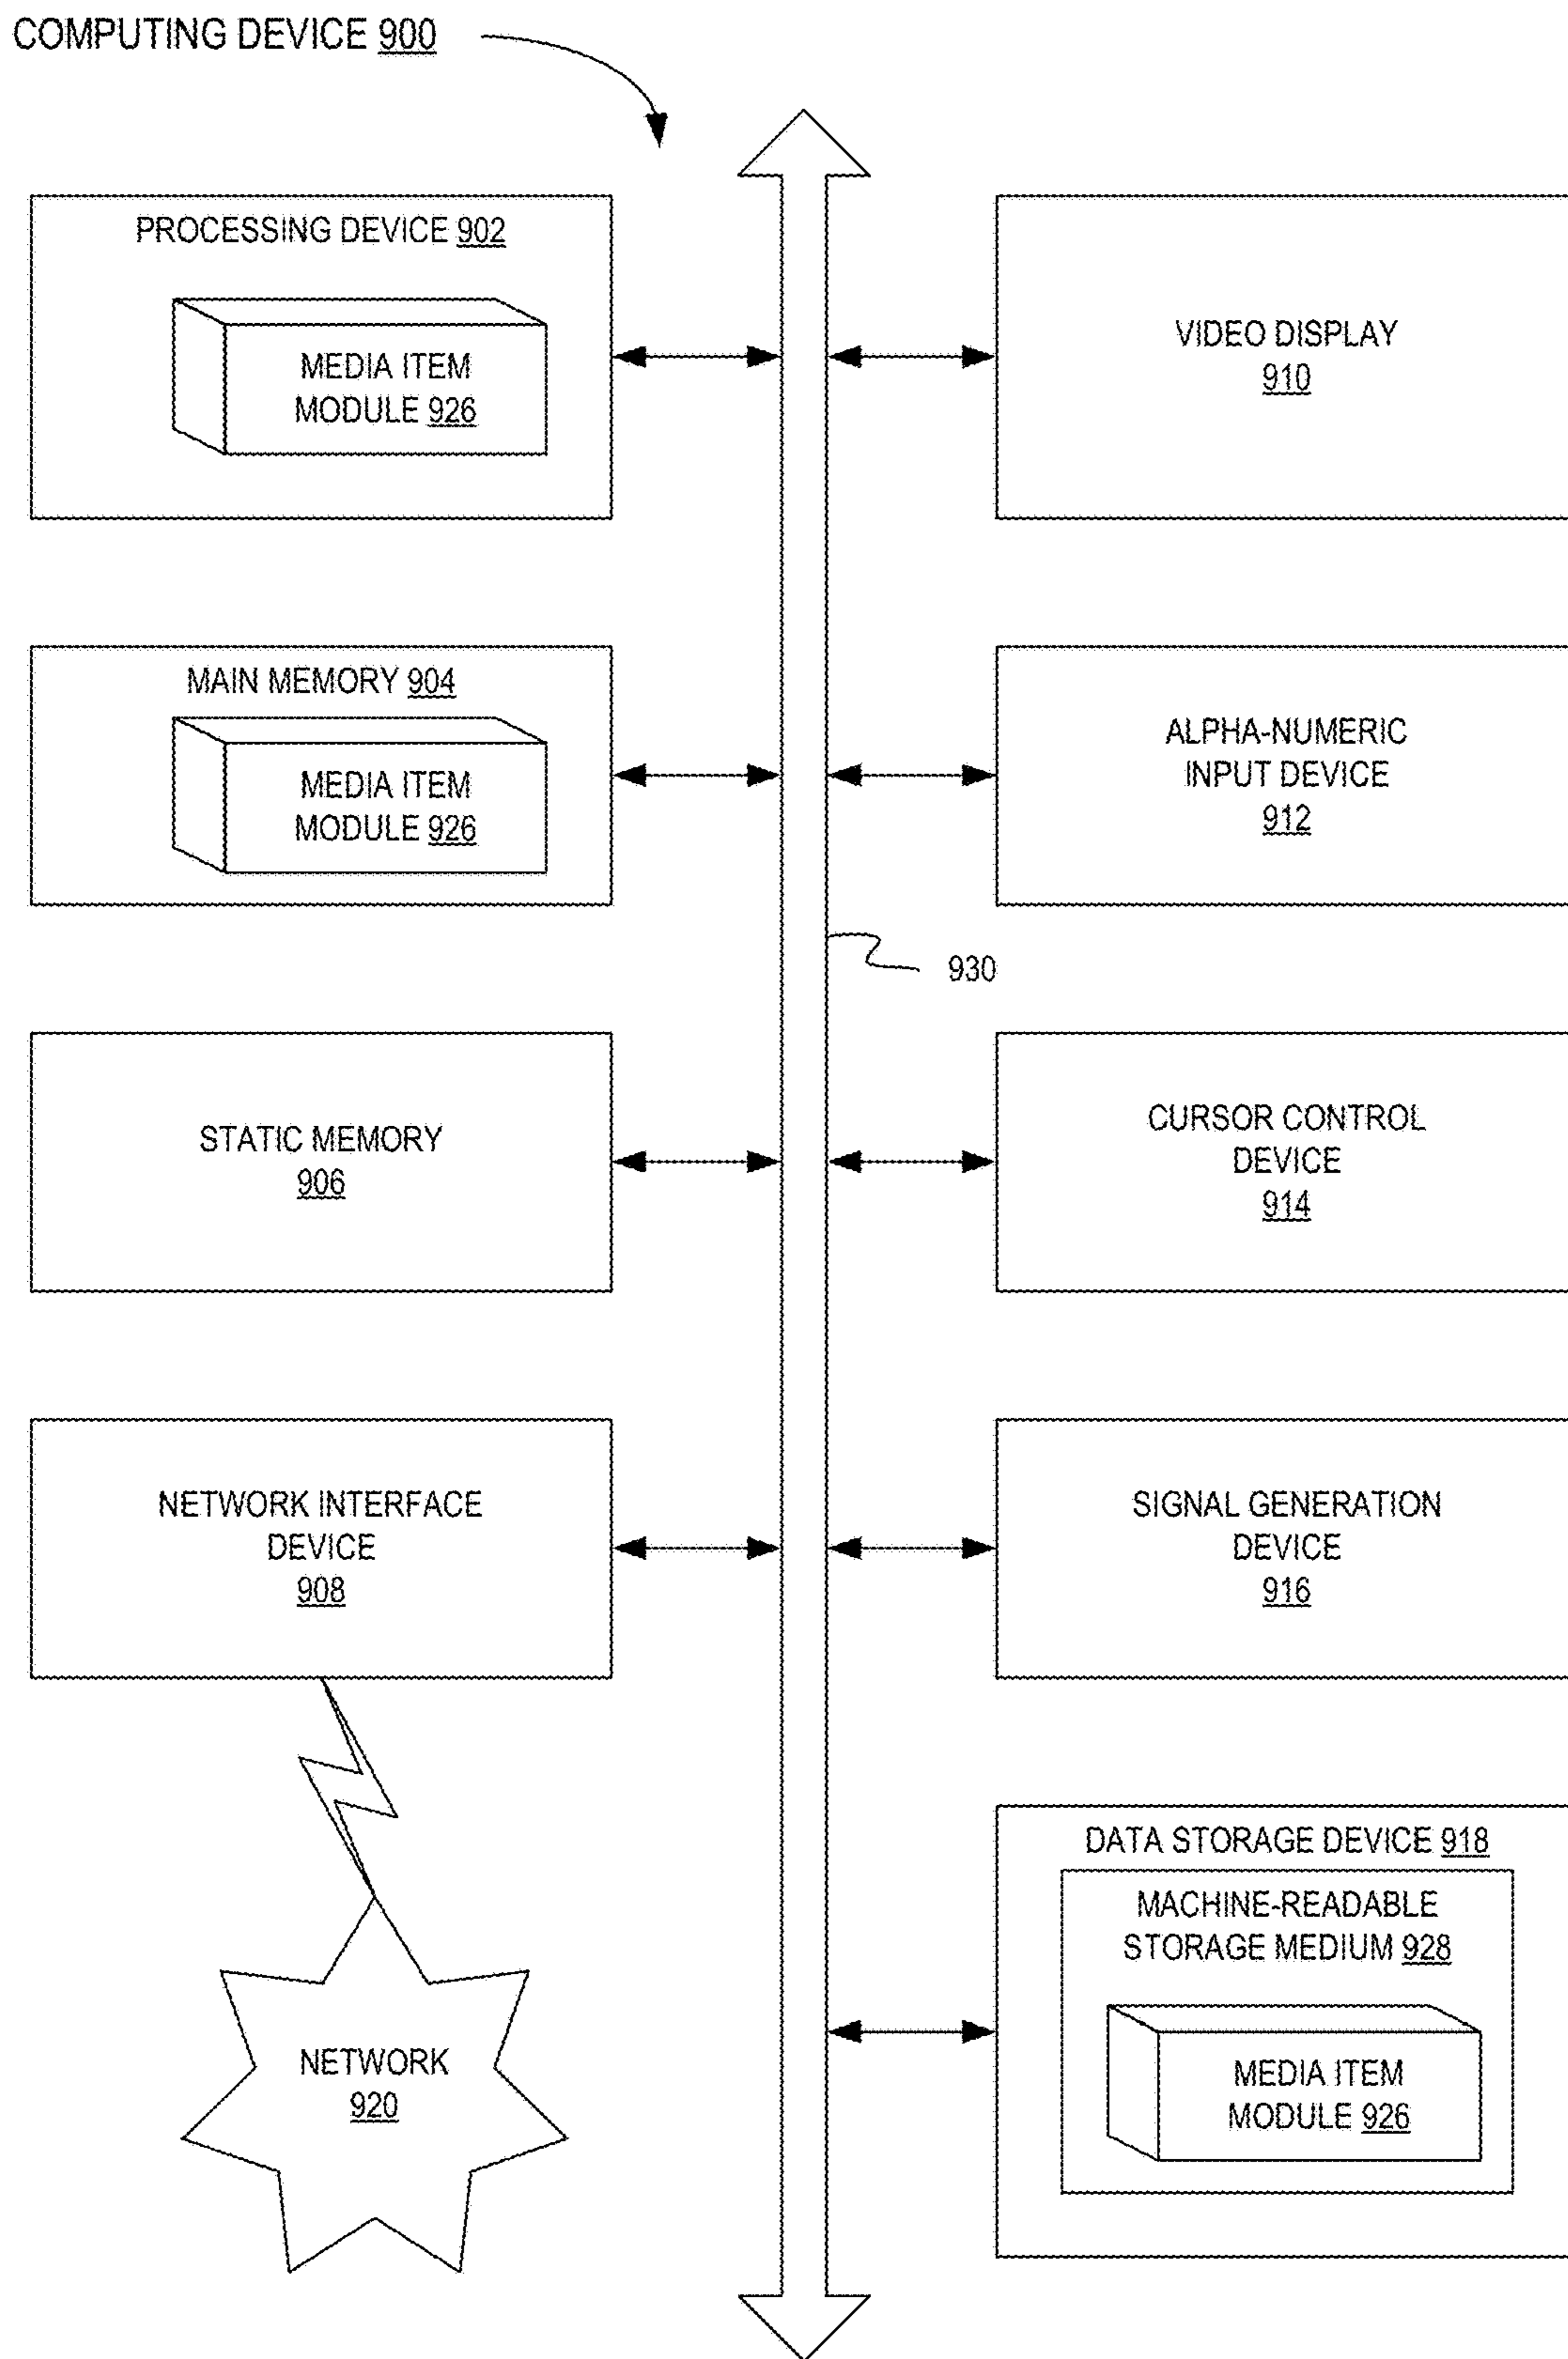 COMPUTING DEVICE 900
PROCESSING DEVICE 902
MEDIA ITEM
MODULE 926
VIDEO DISPLAY
910
MAIN MEMORY 904
MEDIA ITEM
MODULE 926
ALPHA-NUMERIC
INPUT DEVICE
912
930
STATIC MEMORY
906
CURSOR CONTROL
DEVICE
914
NETWORK INTERFACE
DEVICE
908
SIGNAL GENERATION
DEVICE
916
DATA STORAGE DEVICE 918
MACHINE-READABLE
STORAGE MEDIUM 928
MEDIA ITEM
MODULE 926
NETWORK
920